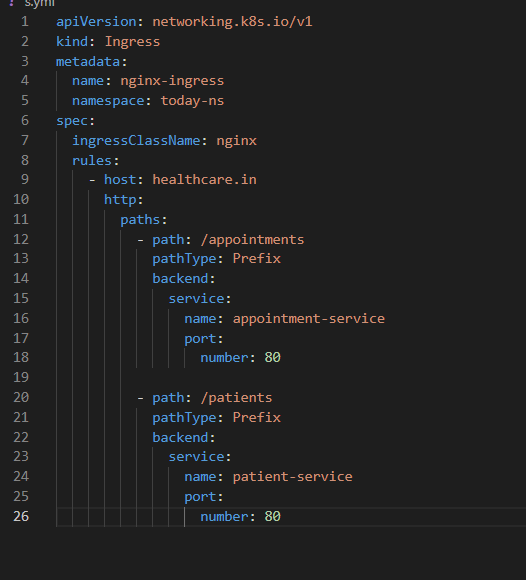 ! s.yml
1 apiVersion: networking.k8s.io/v1
2 kind: Ingress
3 metadata:
4   name: nginx-ingress
5   namespace: today-ns
6 spec:
7   ingressClassName: nginx
8   rules:
9     - host: healthcare.in
10       http:
11         paths:
12           - path: /appointments
13             pathType: Prefix
14             backend:
15               service:
16                 name: appointment-service
17                 port:
18                   number: 80
19
20           - path: /patients
21             pathType: Prefix
22             backend:
23               service:
24                 name: patient-service
25                 port:
26                   number: 80